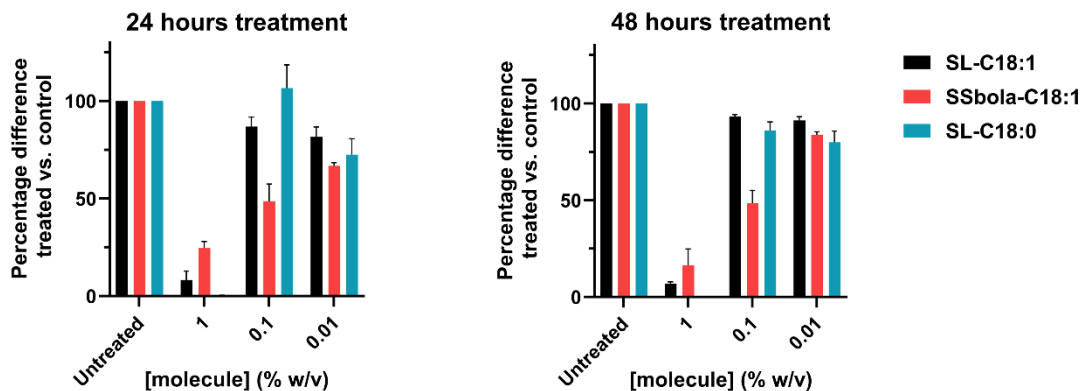 24 hours treatment
Percentage difference
treated vs. control
100
50
0
Untreated
1
0.1
0.01
[molecule] (% w/v)
48 hours treatment
Percentage difference
treated vs. control
100
50
0
Untreated
1
0.1
0.01
[molecule] (% w/v)
SL-C18:1
SSbola-C18:1
SL-C18:0